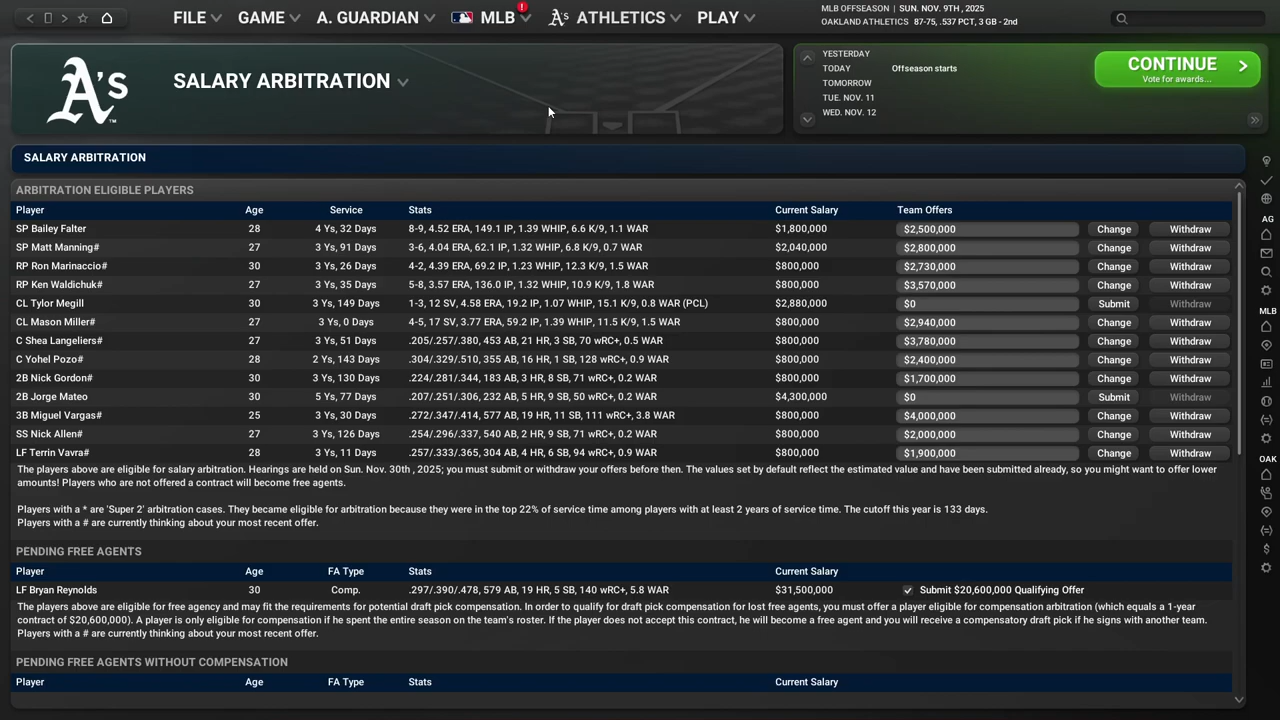 FILE GAME A. GUARDIAN MLB ! A's ATHLETICS PLAY
MLB OFFSEASON | SUN. NOV. 9TH , 2025
OAKLAND ATHLETICS 87-75, .537 PCT, 3 GB - 2nd
A's
TM
SALARY ARBITRATION
YESTERDAY
TODAY Offseason starts
TOMORROW
TUE. NOV. 11
WED. NOV. 12
CONTINUE
Vote for awards...
SALARY ARBITRATION
ARBITRATION ELIGIBLE PLAYERS
Player Age Service Stats Current Salary Team Offers
SP Bailey Falter 28 4 Ys, 32 Days 8-9, 4.52 ERA, 149.1 IP, 1.39 WHIP, 6.6 K/9, 1.1 WAR $1,800,000 $2,500,000 Change Withdraw
SP Matt Manning# 27 3 Ys, 91 Days 3-6, 4.04 ERA, 62.1 IP, 1.32 WHIP, 6.8 K/9, 0.7 WAR $2,040,000 $2,800,000 Change Withdraw
RP Ron Marinaccio# 30 3 Ys, 26 Days 4-2, 4.39 ERA, 69.2 IP, 1.23 WHIP, 12.3 K/9, 1.5 WAR $800,000 $2,730,000 Change Withdraw
RP Ken Waldichuk# 27 3 Ys, 35 Days 5-8, 3.57 ERA, 136.0 IP, 1.32 WHIP, 10.9 K/9, 1.8 WAR $800,000 $3,570,000 Change Withdraw
CL Tylor Megill 30 3 Ys, 149 Days 1-3, 12 SV, 4.58 ERA, 19.2 IP, 1.07 WHIP, 15.1 K/9, 0.8 WAR (PCL) $2,880,000 $0 Submit Withdraw
CL Mason Miller# 27 3 Ys, 0 Days 4-5, 17 SV, 3.77 ERA, 59.2 IP, 1.39 WHIP, 11.5 K/9, 1.5 WAR $800,000 $2,940,000 Change Withdraw
C Shea Langeliers# 27 3 Ys, 51 Days .205/.257/.380, 453 AB, 21 HR, 3 SB, 70 wRC+, 0.5 WAR $800,000 $3,780,000 Change Withdraw
C Yohel Pozo# 28 2 Ys, 143 Days .304/.329/.510, 355 AB, 16 HR, 1 SB, 128 wRC+, 0.9 WAR $800,000 $2,400,000 Change Withdraw
2B Nick Gordon# 30 3 Ys, 130 Days .224/.281/.344, 183 AB, 3 HR, 8 SB, 71 wRC+, 0.2 WAR $800,000 $1,700,000 Change Withdraw
2B Jorge Mateo 30 5 Ys, 77 Days .207/.251/.306, 232 AB, 5 HR, 9 SB, 50 wRC+, 0.2 WAR $4,300,000 $0 Submit Withdraw
3B Miguel Vargas# 25 3 Ys, 30 Days .272/.347/.414, 577 AB, 19 HR, 11 SB, 111 wRC+, 3.8 WAR $800,000 $4,000,000 Change Withdraw
SS Nick Allen# 27 3 Ys, 126 Days .254/.296/.337, 540 AB, 2 HR, 9 SB, 71 wRC+, 0.2 WAR $800,000 $2,000,000 Change Withdraw
LF Terrin Vavra# 28 3 Ys, 11 Days .257/.333/.365, 304 AB, 4 HR, 6 SB, 94 wRC+, 0.9 WAR $800,000 $1,900,000 Change Withdraw
The players above are eligible for salary arbitration. Hearings are held on Sun. Nov. 30th , 2025; you must submit or withdraw your offers before then. The values set by default reflect the estimated value and have been submitted already, so you might want to offer lower
amounts! Players who are not offered a contract will become free agents.
Players with a * are 'Super 2' arbitration cases. They became eligible for arbitration because they were in the top 22% of service time among players with at least 2 years of service time. The cutoff this year is 133 days.
Players with a # are currently thinking about your most recent offer.
PENDING FREE AGENTS
Player Age FA Type Stats Current Salary
LF Bryan Reynolds 30 Comp. .297/.390/.478, 579 AB, 19 HR, 5 SB, 140 wRC+, 5.8 WAR $31,500,000 Submit $20,600,000 Qualifying Offer
The players above are eligible for free agency and may fit the requirements for potential draft pick compensation. In order to qualify for draft pick compensation for lost free agents, you must offer a player eligible for compensation arbitration (which equals a 1-year
contract of $20,600,000). A player is only eligible for compensation if he spent the entire season on the team's roster. If the player does not accept this contract, he will become a free agent and you will receive a compensatory draft pick if he signs with another team.
Players with a # are currently thinking about your most recent offer.
PENDING FREE AGENTS WITHOUT COMPENSATION
Player Age FA Type Stats Current Salary
AG
MLB
OAK